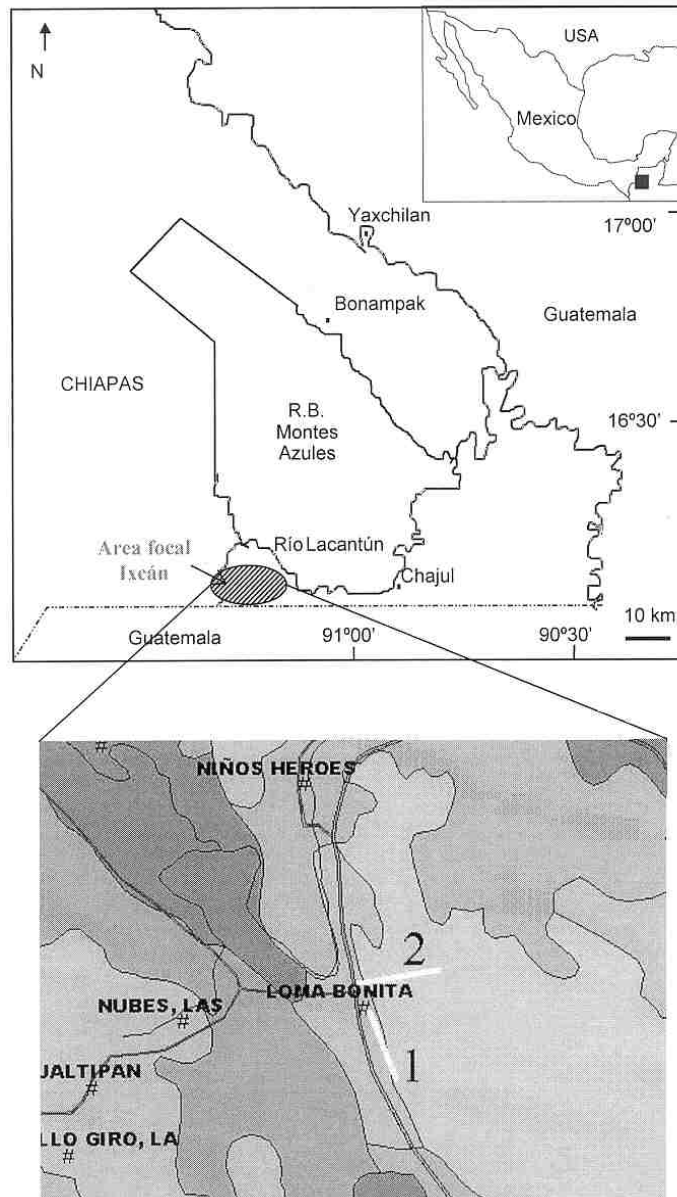 N
USA
Mexico
17º00'
Yaxchilan
Bonampak
Guatemala
CHIAPAS
16º30'
R.B.
Montes
Azules
Area focal
Ixcán
Río Lacantún
Chajul
10 km
Guatemala
91º00'
90º30'
NIÑOS HEROES
2
LOMA BONITA
NUBES, LAS
1
JALTIPAN
LLO GIRO, LA